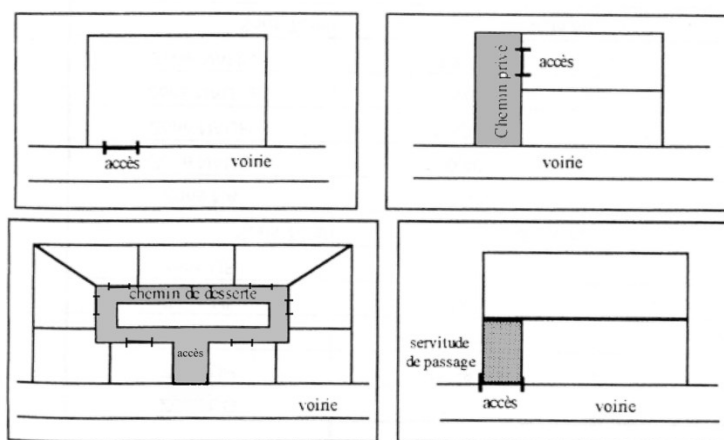 accès
voirie
Chemin privé
accès
voirie
chemin de desserte
accès
voirie
servitude
de passage
accès
voirie